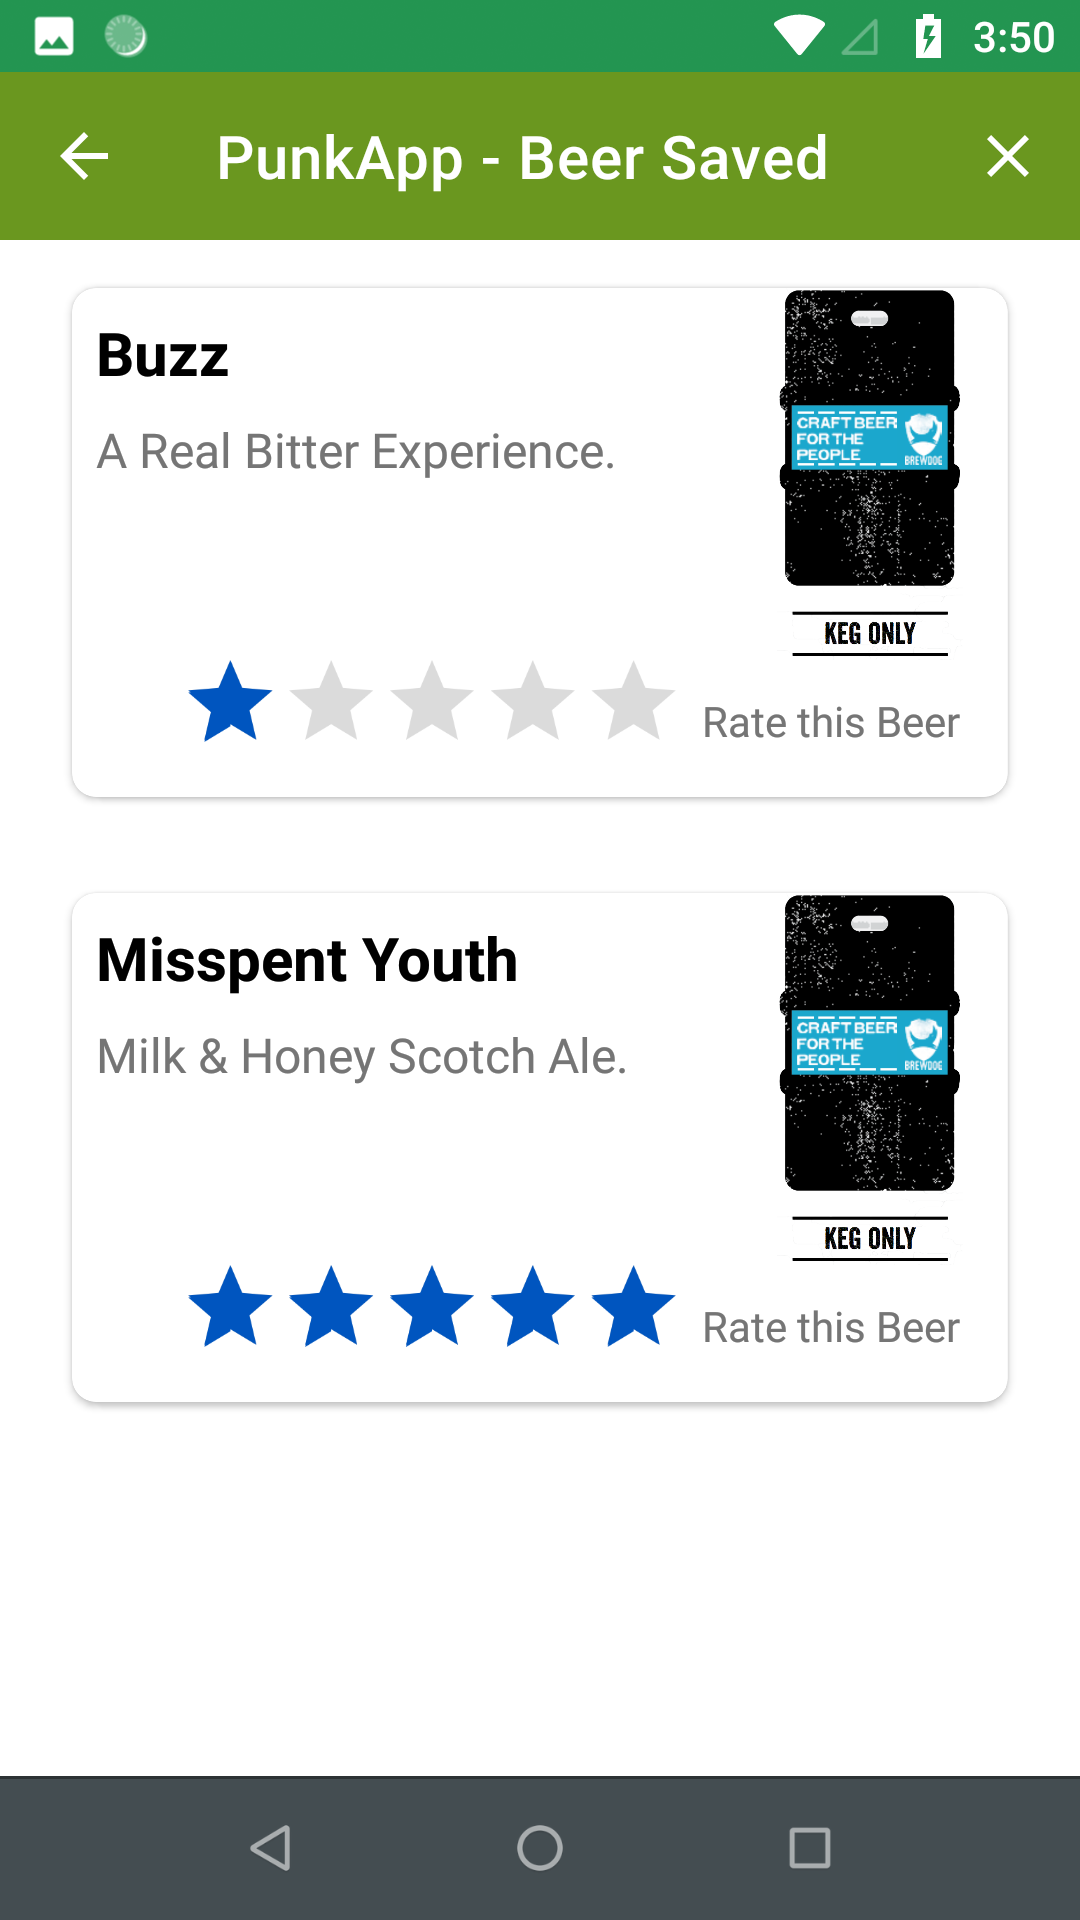 3:50
PunkApp - Beer Saved
Buzz
A Real Bitter Experience.
CRAFT BEER
FOR THE
PEOPLE
BREWDOG
KEG ONLY
Rate this Beer
Misspent Youth
Milk & Honey Scotch Ale.
CRAFT BEER
FOR THE
PEOPLE
BREWDOG
KEG ONLY
Rate this Beer